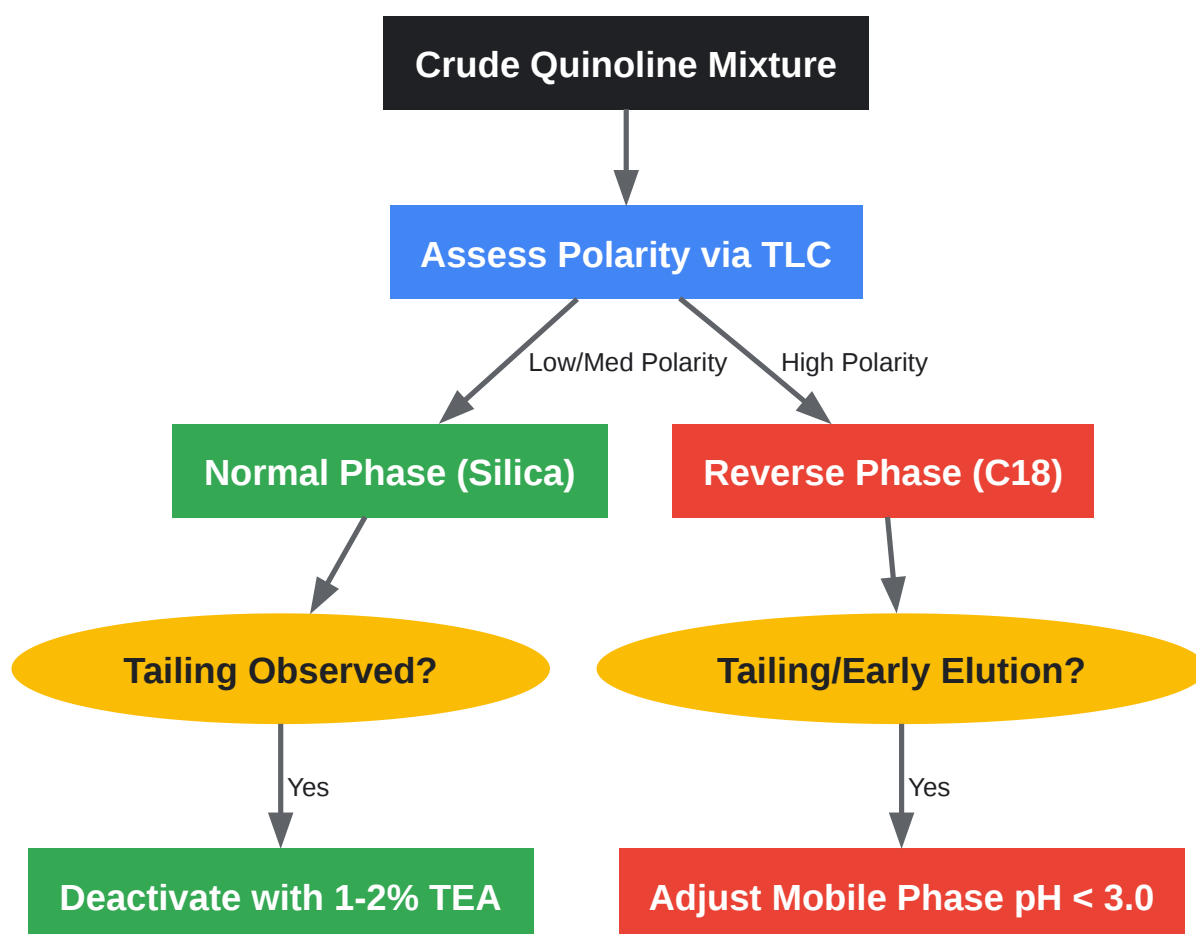 Crude Quinoline Mixture
Assess Polarity via TLC
Low/Med Polarity
High Polarity
Normal Phase (Silica)
Reverse Phase (C18)
Tailing Observed?
Tailing/Early Elution?
Yes
Yes
Deactivate with 1-2% TEA
Adjust Mobile Phase pH < 3.0